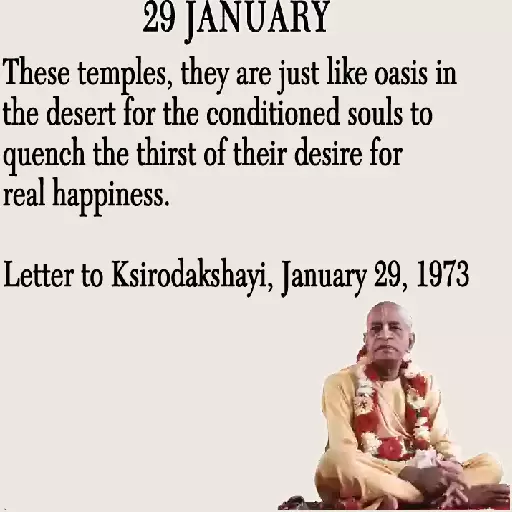 29 JANUARY
These temples, they are just like oasis in
the desert for the conditioned souls to
quench the thirst of their desire for
real happiness.
Letter to Ksirodakshayi, January 29, 1973